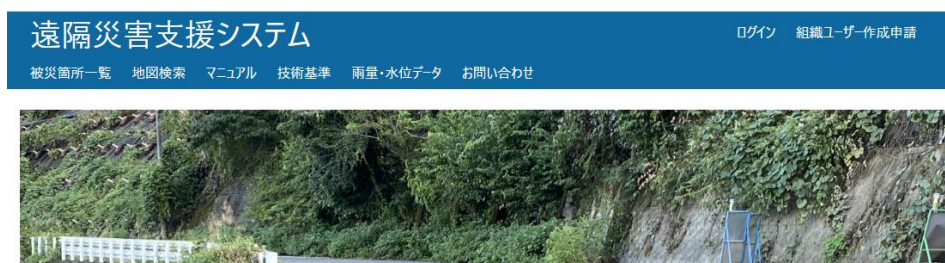 遠隔災害支援システム
ログイン 組織ユーザー作成申請
被災箇所一覧 地図検索 マニュアル 技術基準 雨量・水位データ お問い合わせ